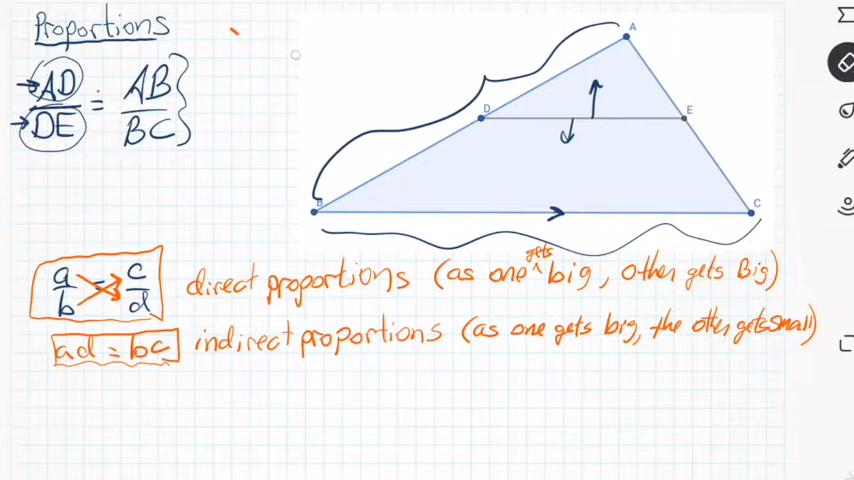 Proportions
AD/DE = AB/BC
A
D
E
B
C
a/b = c/d direct proportions (as one gets big, other gets Big)
ad = bc indirect proportions (as one gets big, the other gets small)